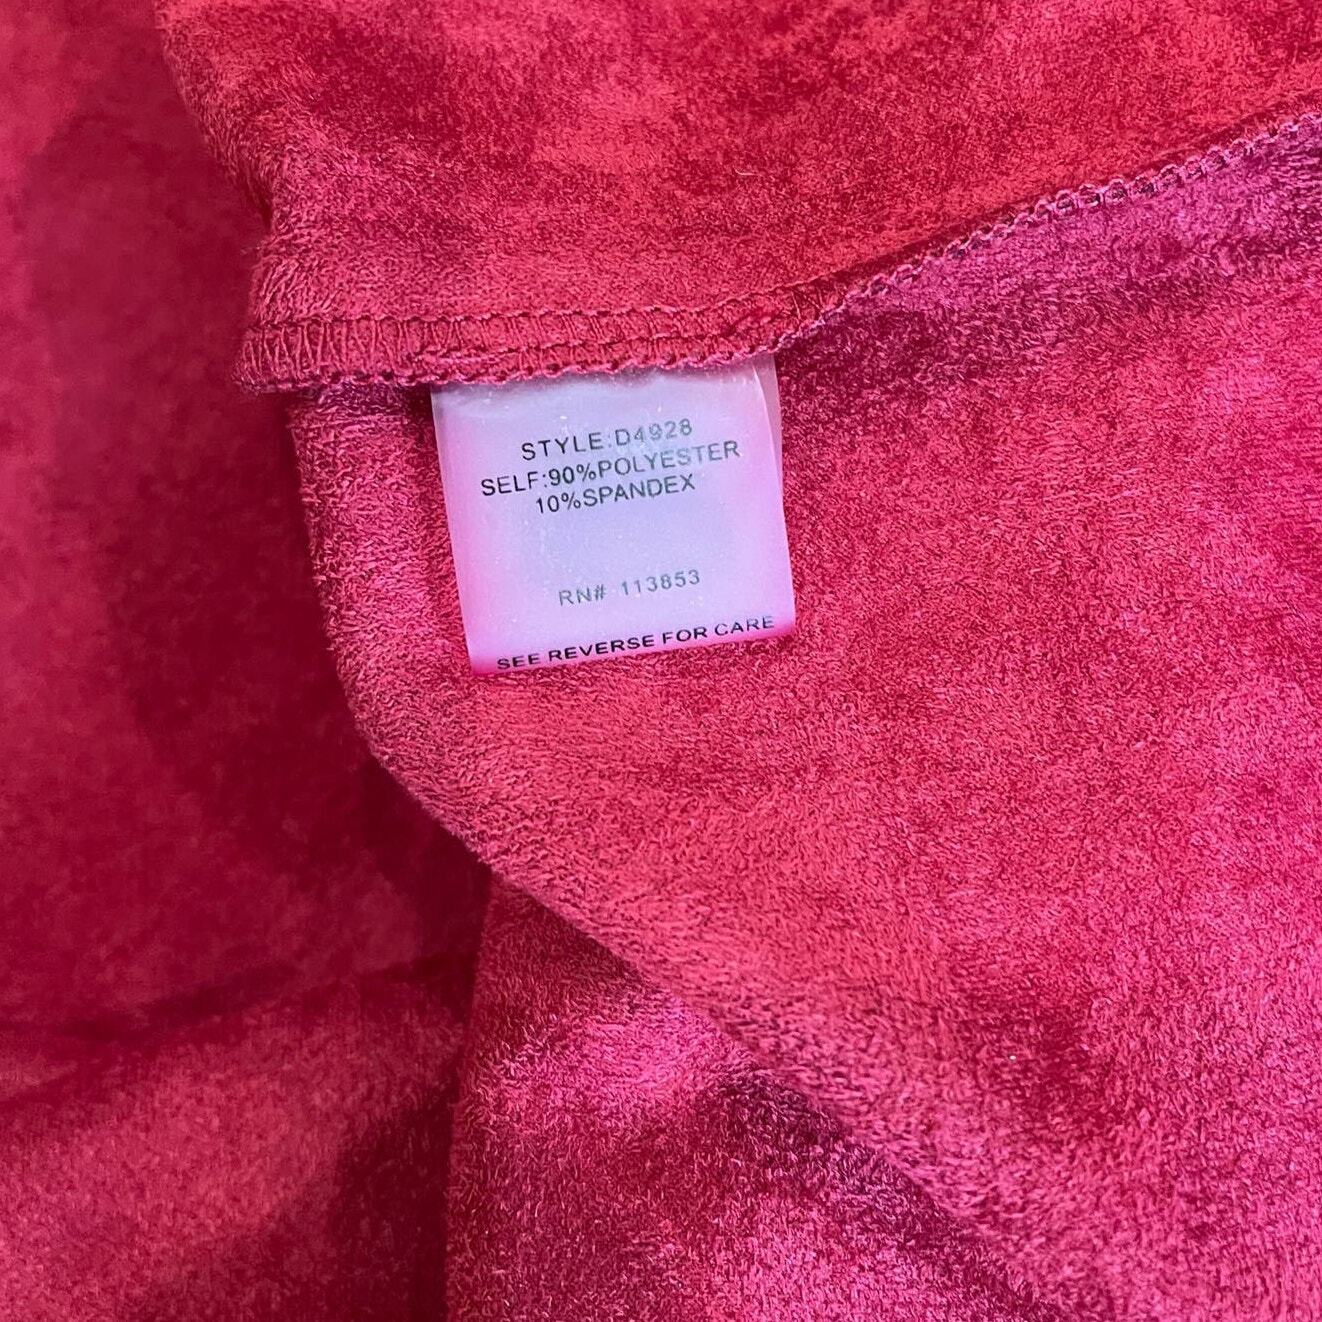 STYLE:D4928
SELF:90%POLYESTER
10%SPANDEX
RN# 113853
SEE REVERSE FOR CARE